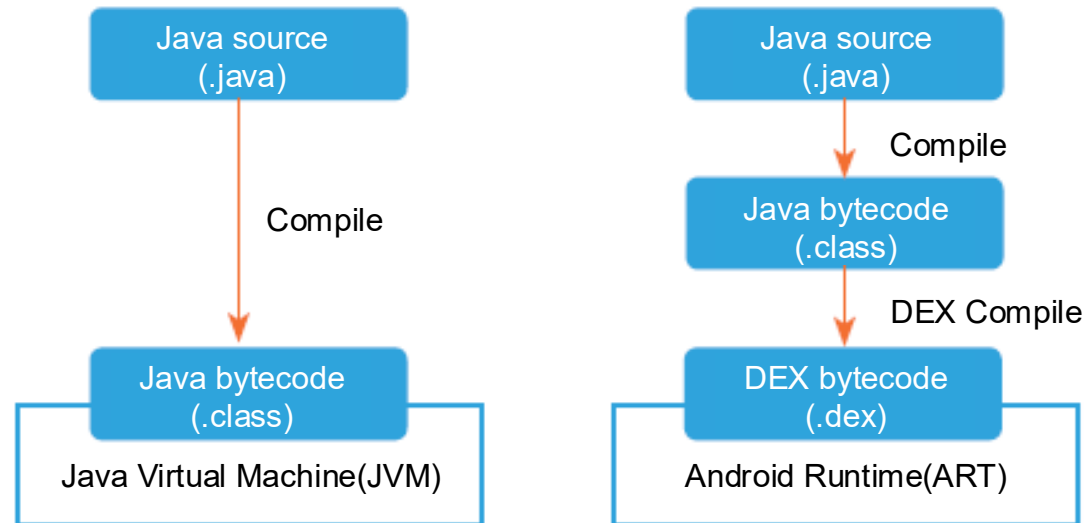 Java source
(.java)
Compile
Java bytecode
(.class)
Java Virtual Machine(JVM)
Java source
(.java)
Compile
Java bytecode
(.class)
DEX Compile
DEX bytecode
(.dex)
Android Runtime(ART)